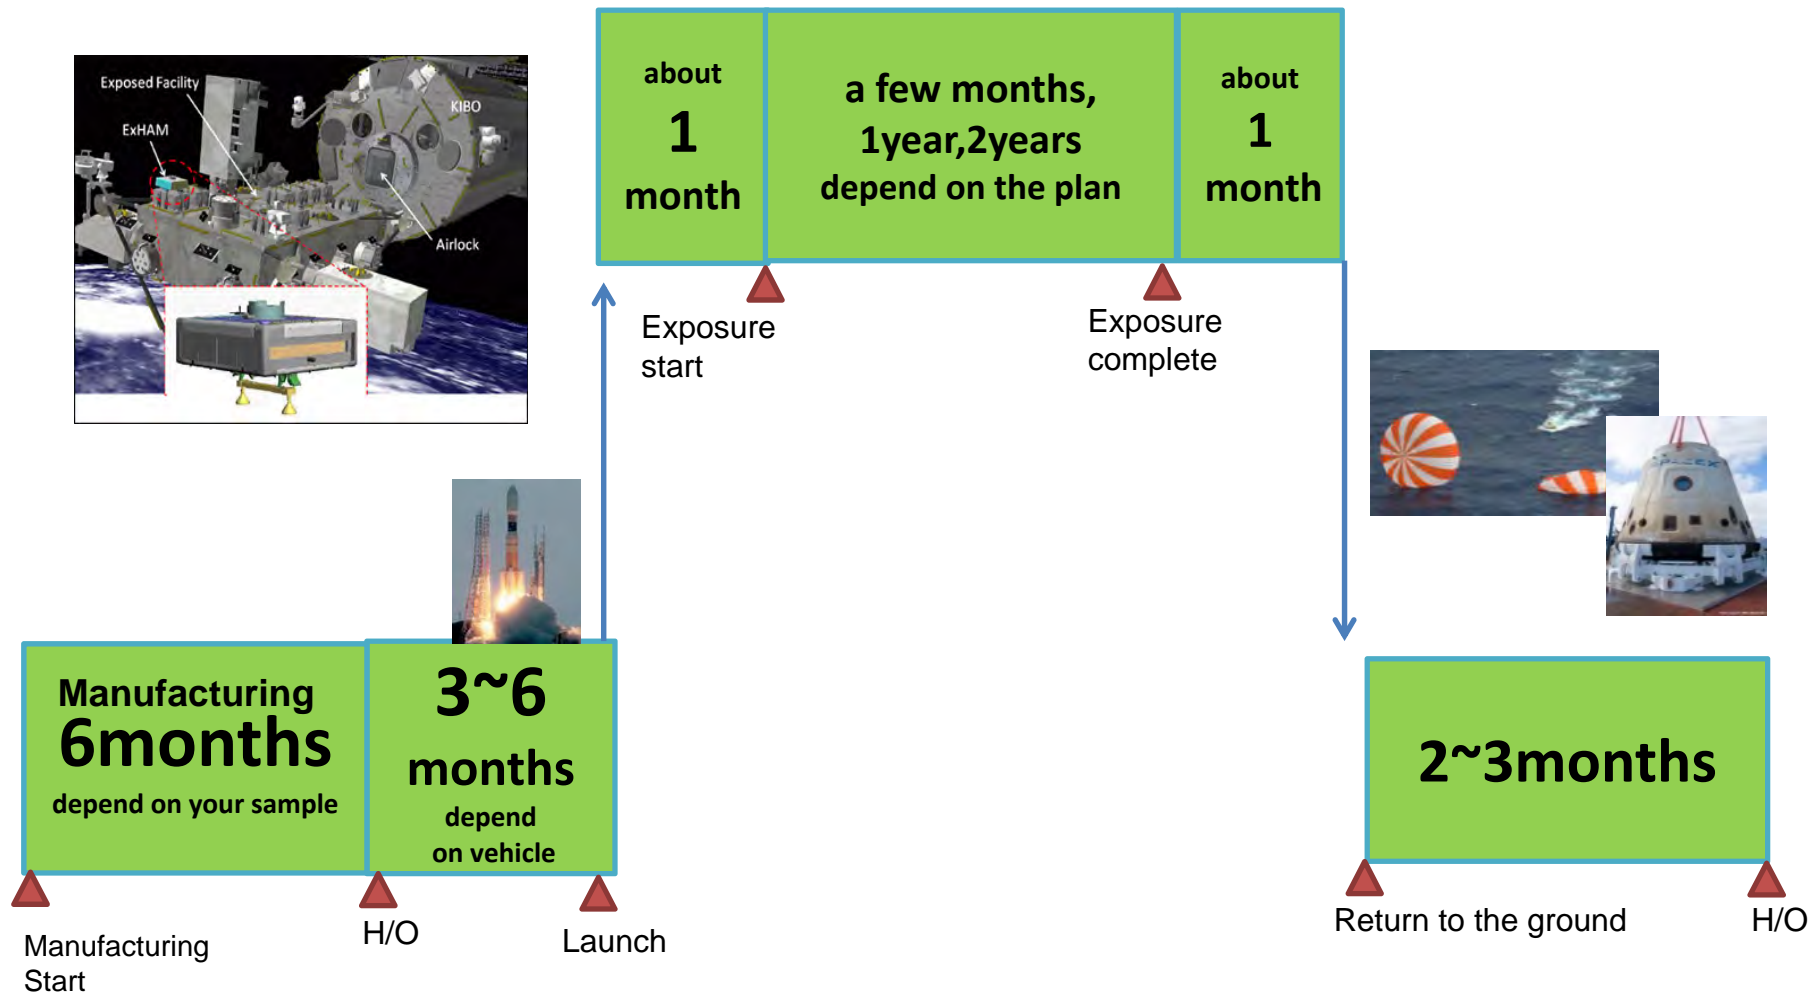 Exposed Facility
ExHAM
KIBO
Airlock
about
1
month
a few months,
1year,2years
depend on the plan
about
1
month
Exposure
start
Exposure
complete
SPACEX
Manufacturing
6months
depend on your sample
3~6
months
depend
on vehicle
2~3months
Manufacturing
Start
H/O
Launch
Return to the ground
H/O